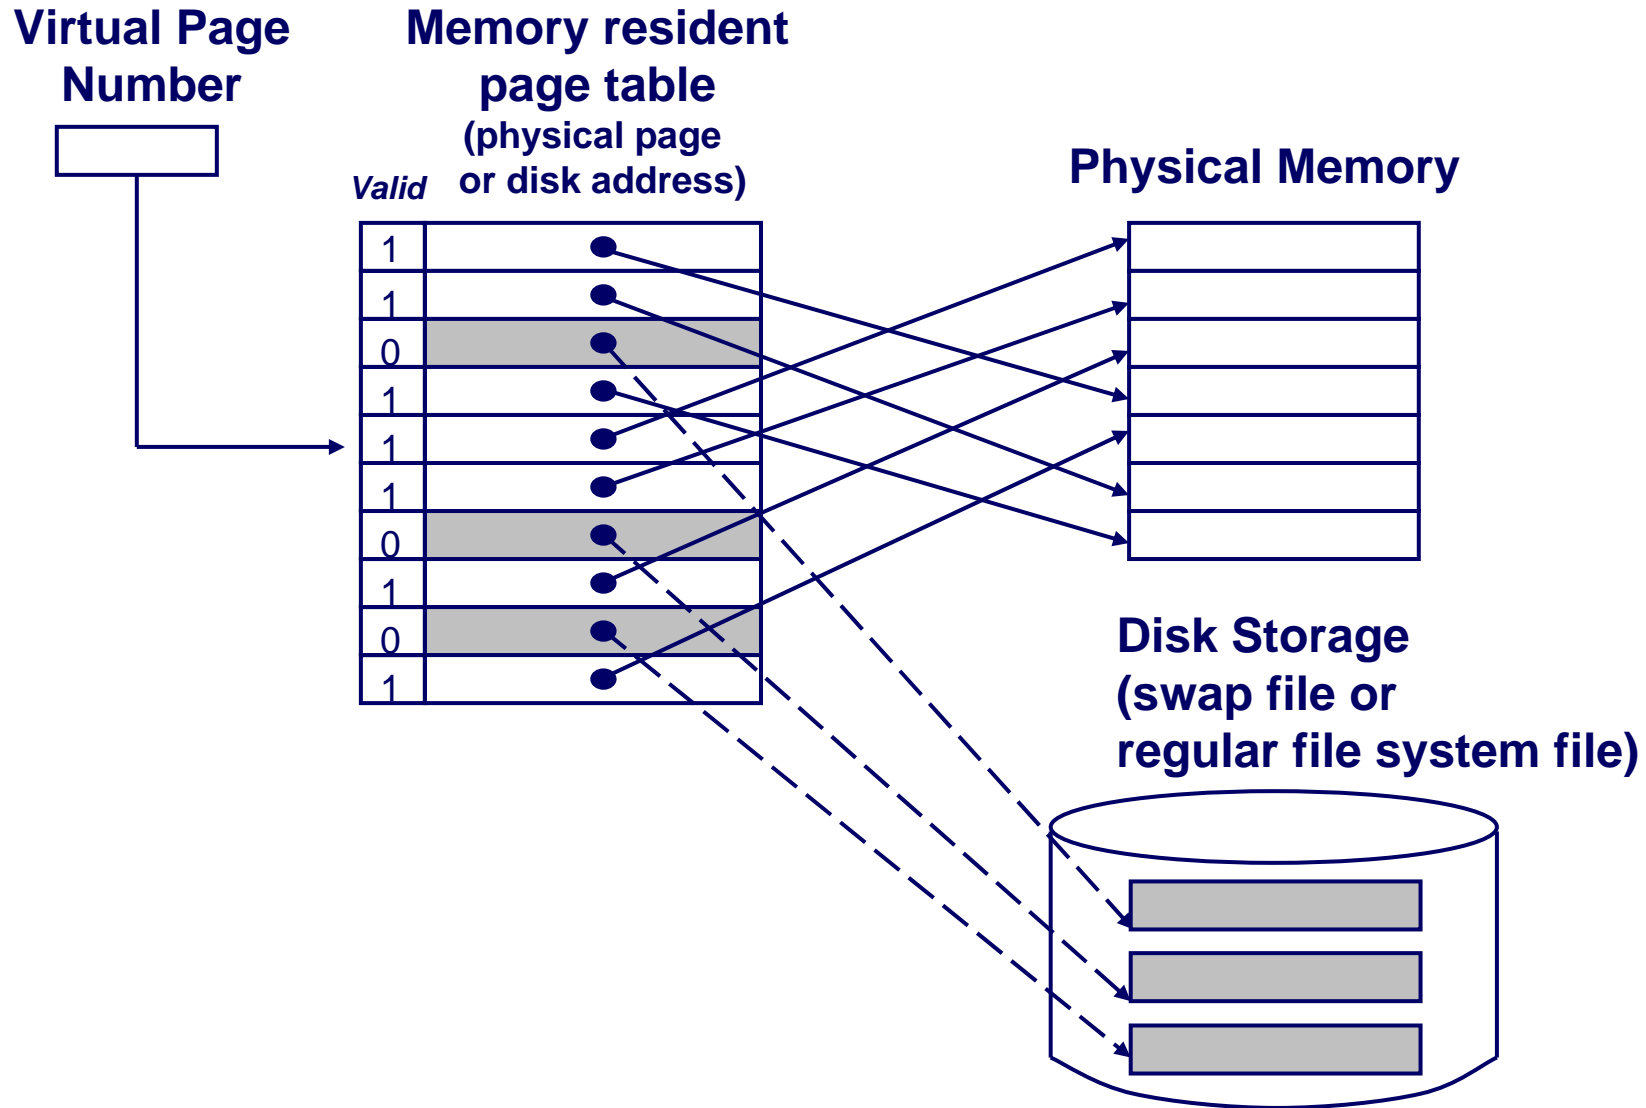 Virtual Page
Number
Memory resident
page table
(physical page
or disk address)
Valid
Physical Memory
1
1
0
1
1
1
0
1
0
1
Disk Storage
(swap file or
regular file system file)